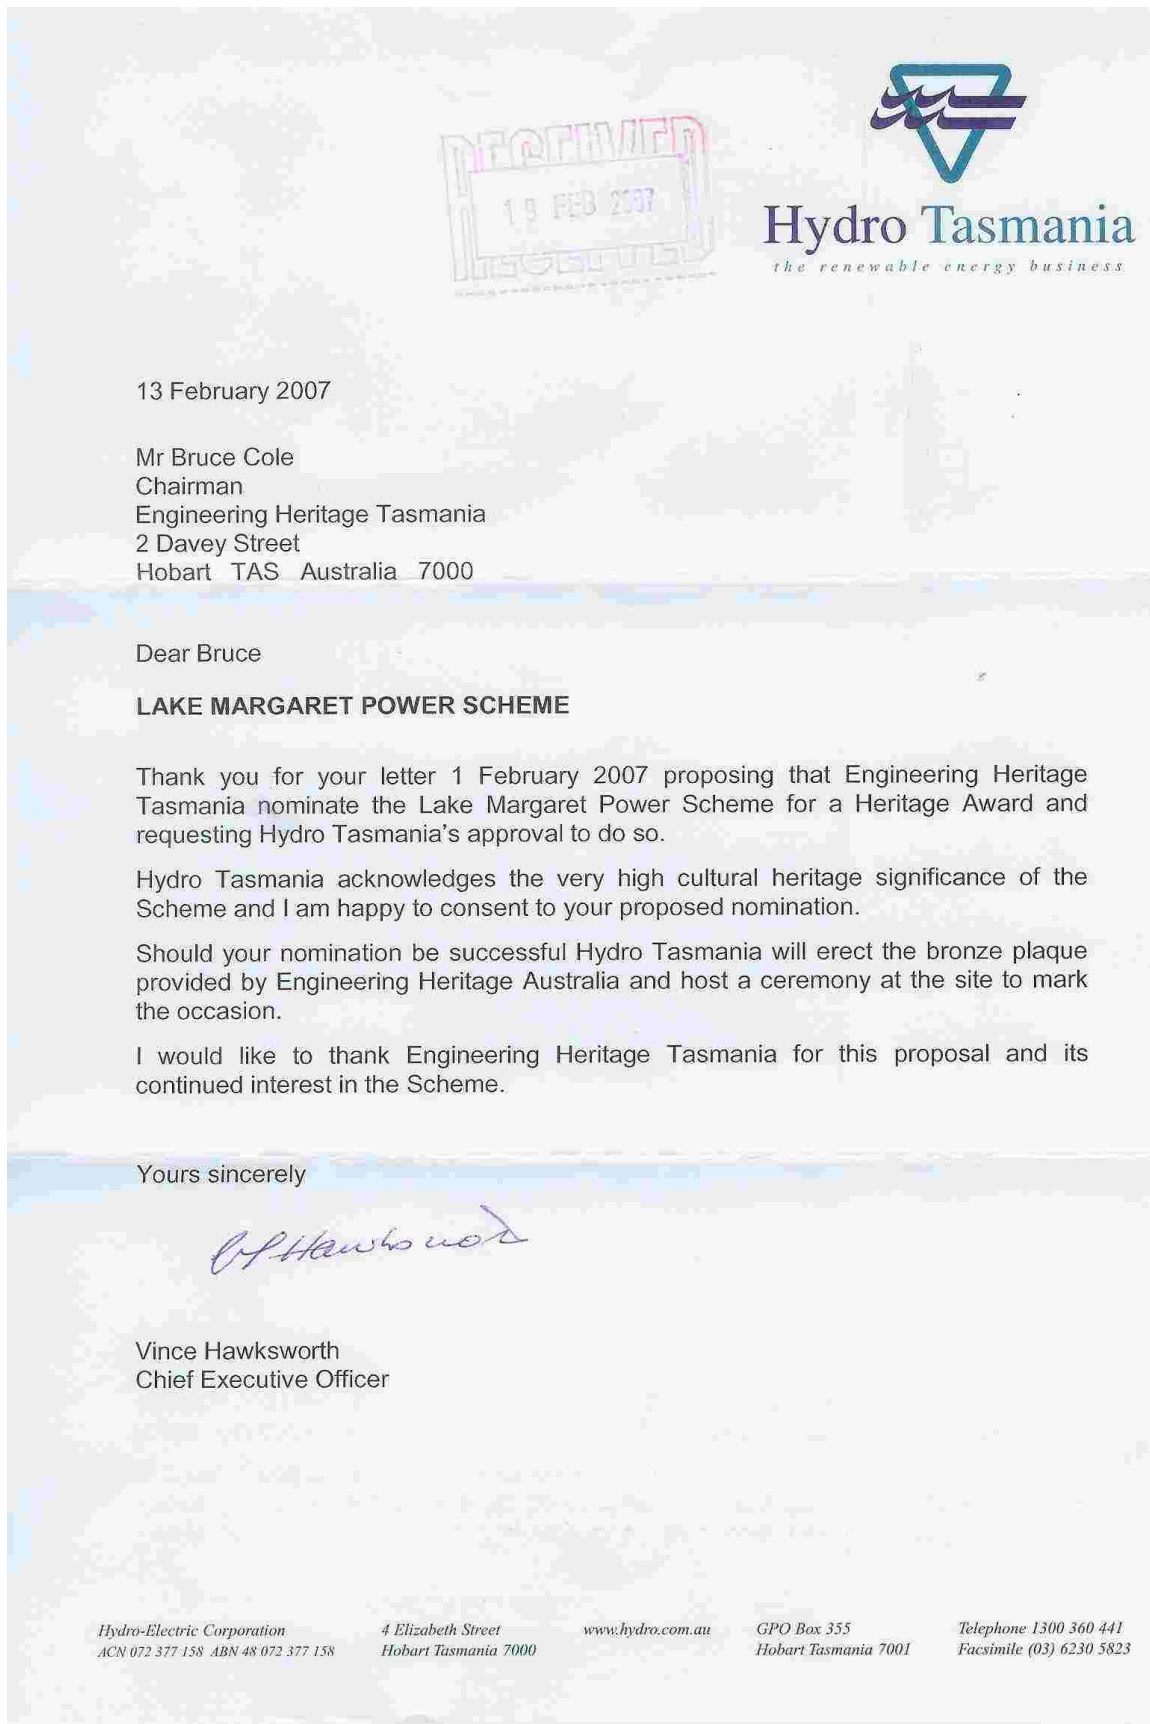 RECEIVED
19 FEB 2007
RECEIVED
Hydro Tasmania
the renewable energy business
13 February 2007
Mr Bruce Cole
Chairman
Engineering Heritage Tasmania
2 Davey Street
Hobart TAS Australia 7000
Dear Bruce
LAKE MARGARET POWER SCHEME
Thank you for your letter 1 February 2007 proposing that Engineering Heritage
Tasmania nominate the Lake Margaret Power Scheme for a Heritage Award and
requesting Hydro Tasmania's approval to do so.
Hydro Tasmania acknowledges the very high cultural heritage significance of the
Scheme and I am happy to consent to your proposed nomination.
Should your nomination be successful Hydro Tasmania will erect the bronze plaque
provided by Engineering Heritage Australia and host a ceremony at the site to mark
the occasion.
I would like to thank Engineering Heritage Tasmania for this proposal and its
continued interest in the Scheme.
Yours sincerely
Vince Hawksworth
Chief Executive Officer
Hydro-Electric Corporation 4 Elizabeth Street www.hydro.com.au GPO Box 355 Telephone 1300 360 441
ACN 072 377 158 ABN 48 072 377 158 Hobart Tasmania 7000 Hobart Tasmania 7001 Facsimile (03) 6230 5823